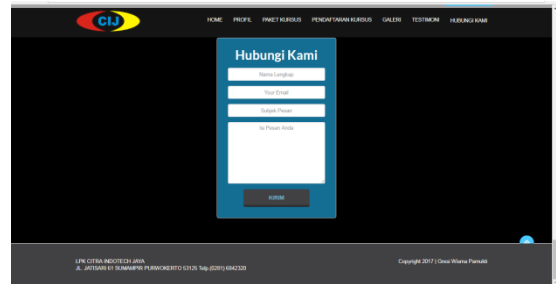 CIJ
HOME PROFIL PAKET KURSUS PENDAFTARAN KURSUS GALERI TESTIMONI HUBUNGI KAMI
Hubungi Kami
Nama Lengkap
Your Email
Subjek Pesan
Isi Pesan Anda
KIRIM
LPK CITRA INDOTECH JAYA
JL. JATISARI 61 SUMAMPIR PURWOKERTO 53125 Telp.(0281) 6842320
Copyright 2017 | Gresi Wisma Pamukti